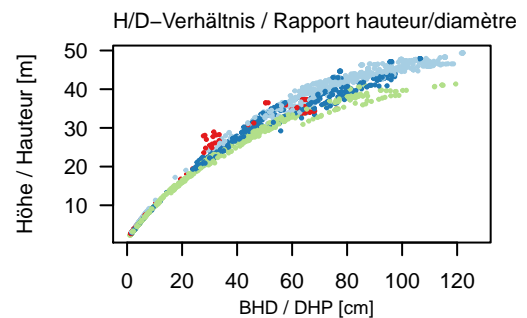 H/D−Verhältnis / Rapport hauteur/diamètre
Höhe / Hauteur [m]
50
40
30
20
10
0 20 40 60 80 100 120
BHD / DHP [cm]